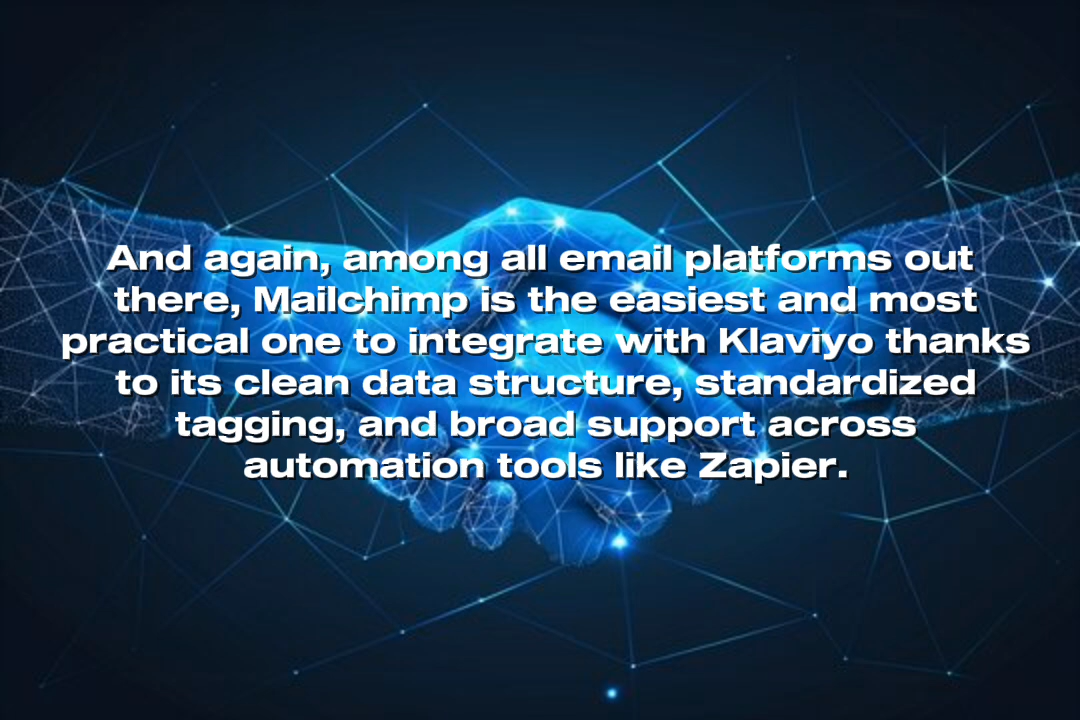 And again, among all email platforms out
there, Mailchimp is the easiest and most
practical one to integrate with Klaviyo thanks
to its clean data structure, standardized
tagging, and broad support across
automation tools like Zapier.